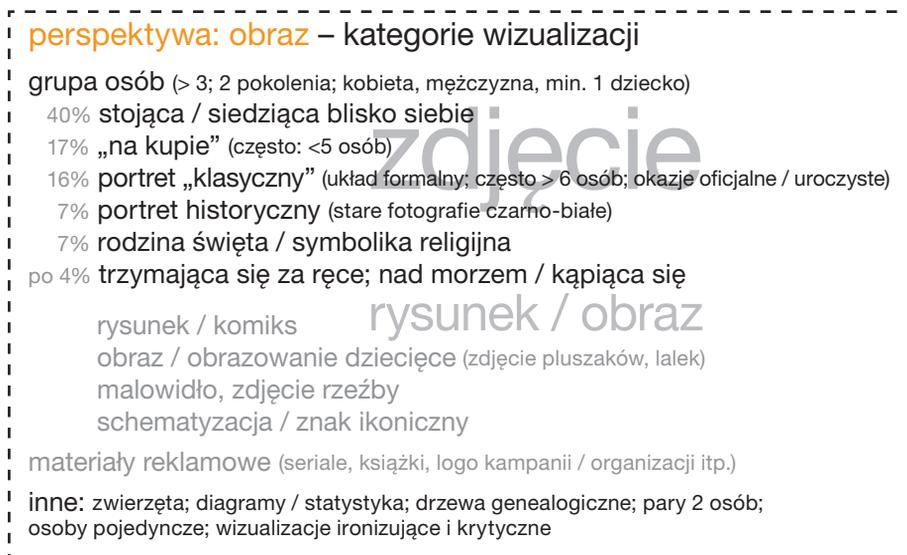 perspektywa: obraz – kategorie wizualizacji
grupa osób (> 3; 2 pokolenia; kobieta, mężczyzna, min. 1 dziecko)
40% stojąca / siedziąca blisko siebie
zdjęcie
17% „na kupie” (często: <5 osób)
16% portret „klasyczny” (układ formalny; często > 6 osób; okazje oficjalne / uroczyste)
7% portret historyczny (stare fotografie czarno-białe)
7% rodzina święta / symbolika religijna
po 4% trzymająca się za ręce; nad morzem / kąpiąca się
rysunek / obraz
rysunek / komiks
obraz / obrazowanie dziecięce (zdjęcie pluszaków, lalek)
malowidło, zdjęcie rzeźby
schematyzacja / znak ikoniczny
materiały reklamowe (seriale, książki, logo kampanii / organizacji itp.)
inne: zwierzęta; diagramy / statystyka; drzewa genealogiczne; pary 2 osób;
osoby pojedyncze; wizualizacje ironizujące i krytyczne